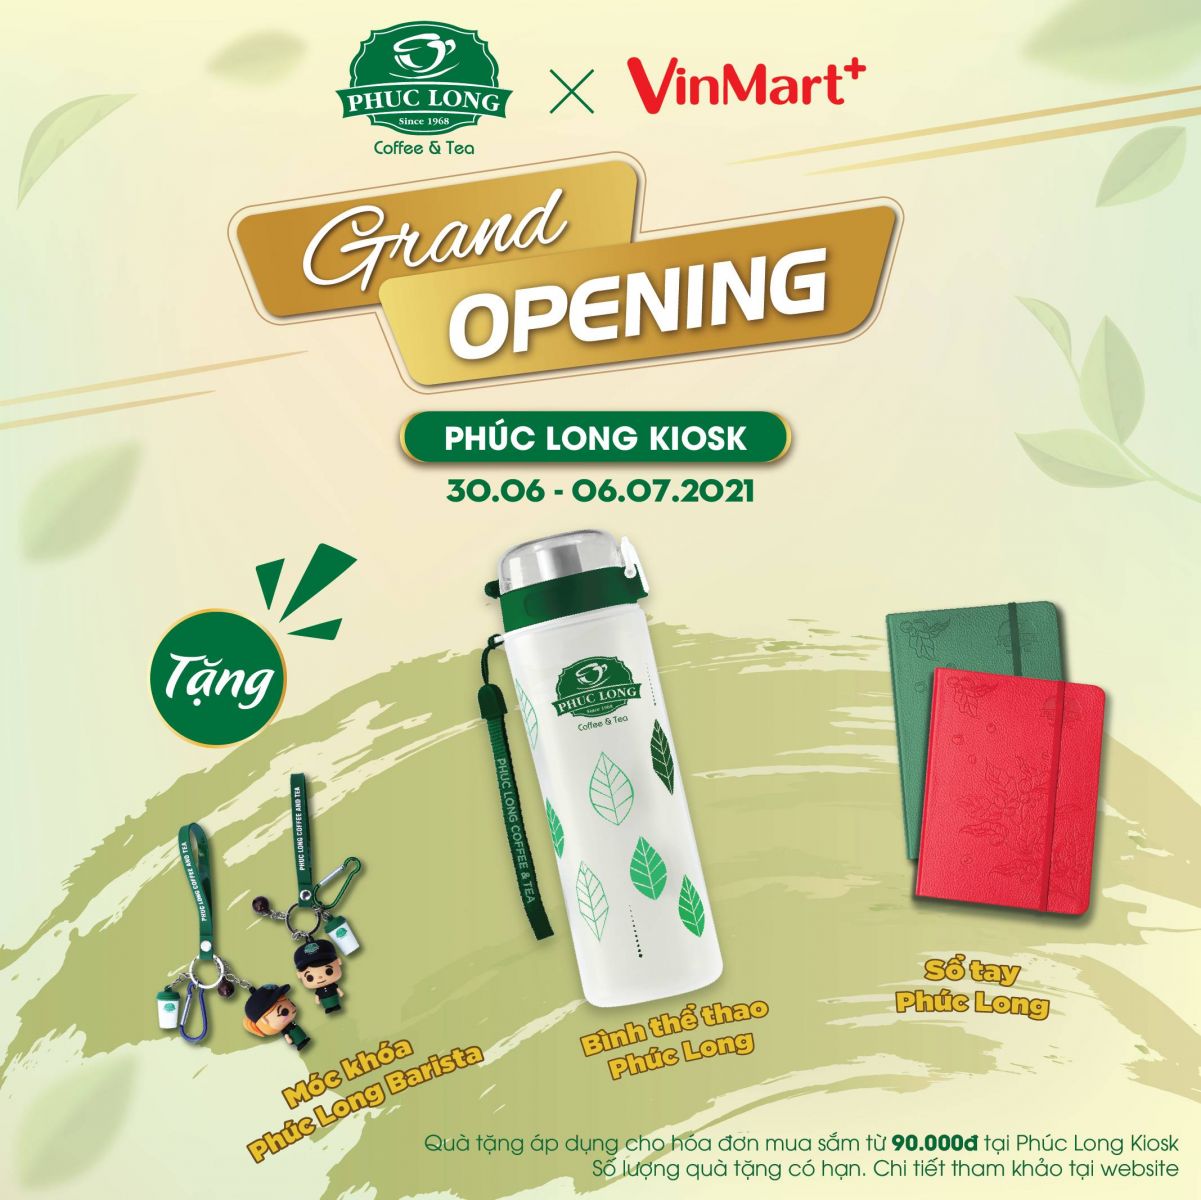 PHUC LONG
Since 1968
Coffee & Tea
VinMart+
Grand
OPENING
PHÚC LONG KIOSK
30.06 - 06.07.2021
Tặng
PHUC LONG
Since 1968
Coffee & Tea
PHUC LONG COFFEE & TEA
PHUC LONG COFFEE AND TEA
PHUC LONG COFFEE AND TEA
Sổ tay
Phúc Long
Bình thể thao
Phúc Long
Móc khóa
Phúc Long Barista
Quà tặng áp dụng cho hóa đơn mua sắm từ 90.000đ tại Phúc Long Kiosk
Số lượng quà tặng có hạn. Chi tiết tham khảo tại website